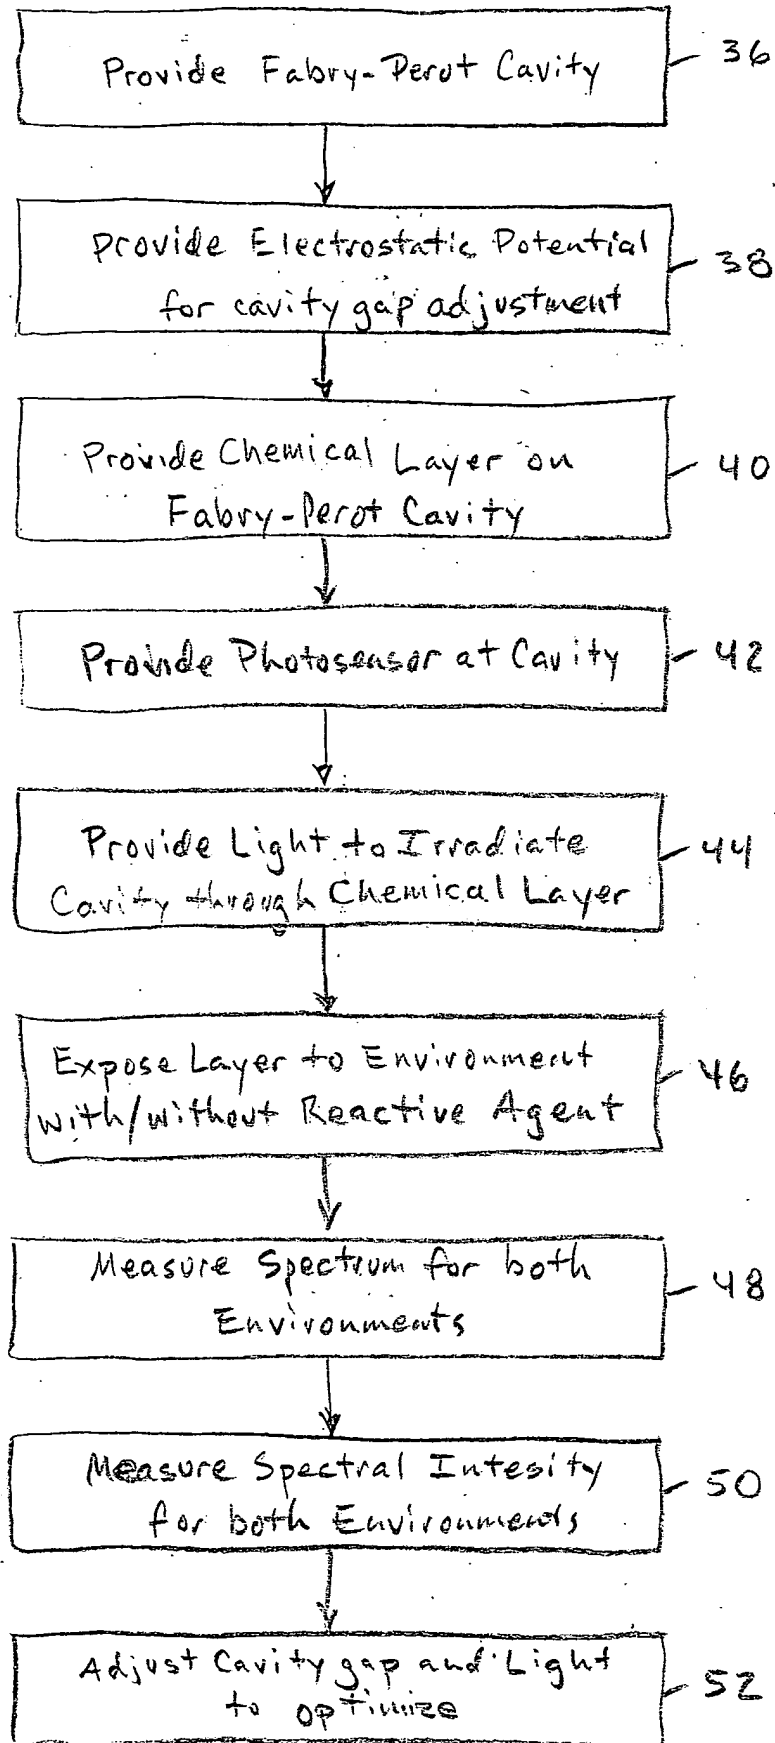 Provide Fabry-Perot Cavity
36
Provide Electrostatic Potential
for cavity gap adjustment
38
Provide Chemical Layer on
Fabry-Perot Cavity
40
Provide Photosensor at Cavity
42
Provide Light to Irradiate
Cavity through Chemical Layer
44
Expose Layer to Environment
with/without Reactive Agent
46
Measure Spectrum for both
Environments
48
Measure Spectral Intesity
for both Environments
50
Adjust Cavity gap and Light
to optimize
52